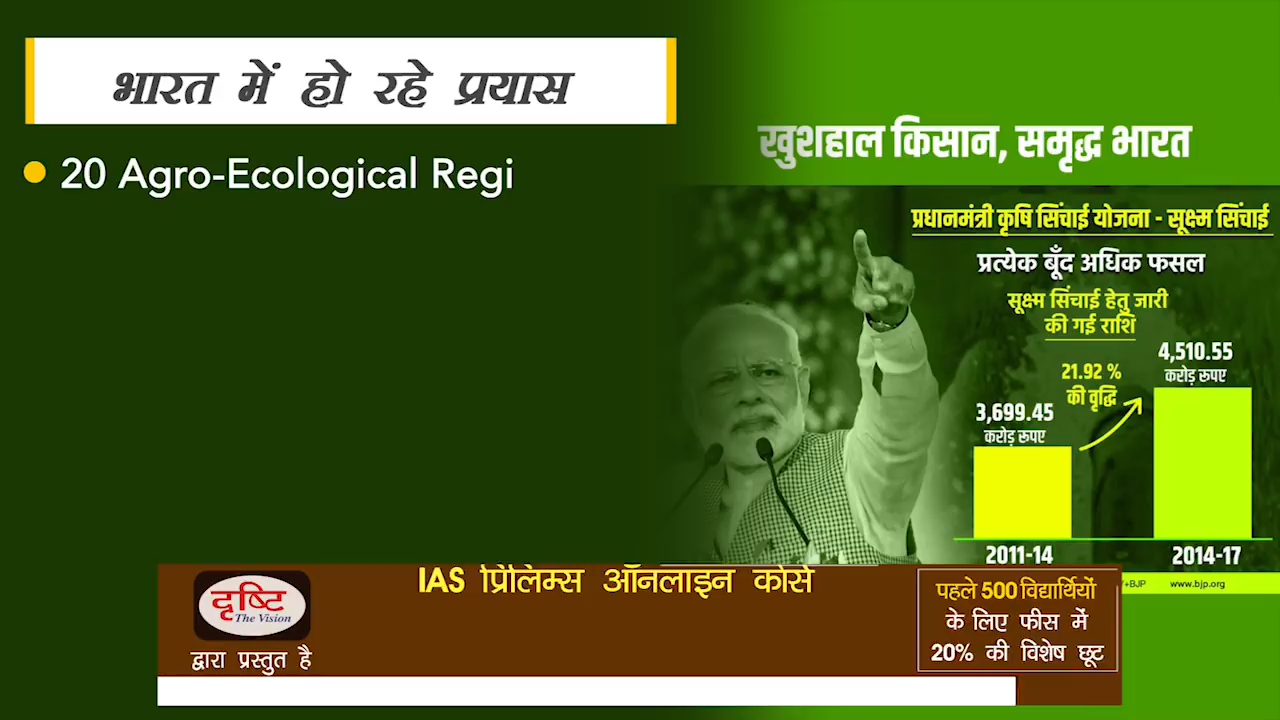 भारत में हो रहे प्रयास
20 Agro-Ecological Regi
खुशहाल किसान, समृद्ध भारत
प्रधानमंत्री कृषि सिंचाई योजना - सूक्ष्म सिंचाई
प्रत्येक बूँद अधिक फसल
सूक्ष्म सिंचाई हेतु जारी
की गई राशि
4,510.55
करोड़ रूपए
21.92 %
की वृद्धि
3,699.45
करोड़ रूपए
2011-14
2014-17
+BJP
www.bjp.org
IAS प्रिलिम्स ऑनलाइन कोर्स
दृष्टि
The Vision
द्वारा प्रस्तुत है
पहले 500 विद्यार्थियों
के लिए फीस में
20% की विशेष छूट